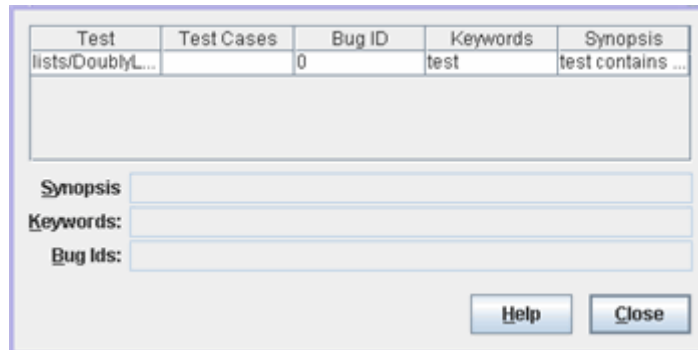 Test Test Cases Bug ID Keywords Synopsis
lists/DoublyL... 0 test test contains ...
Synopsis
Keywords:
Bug Ids:
Help Close